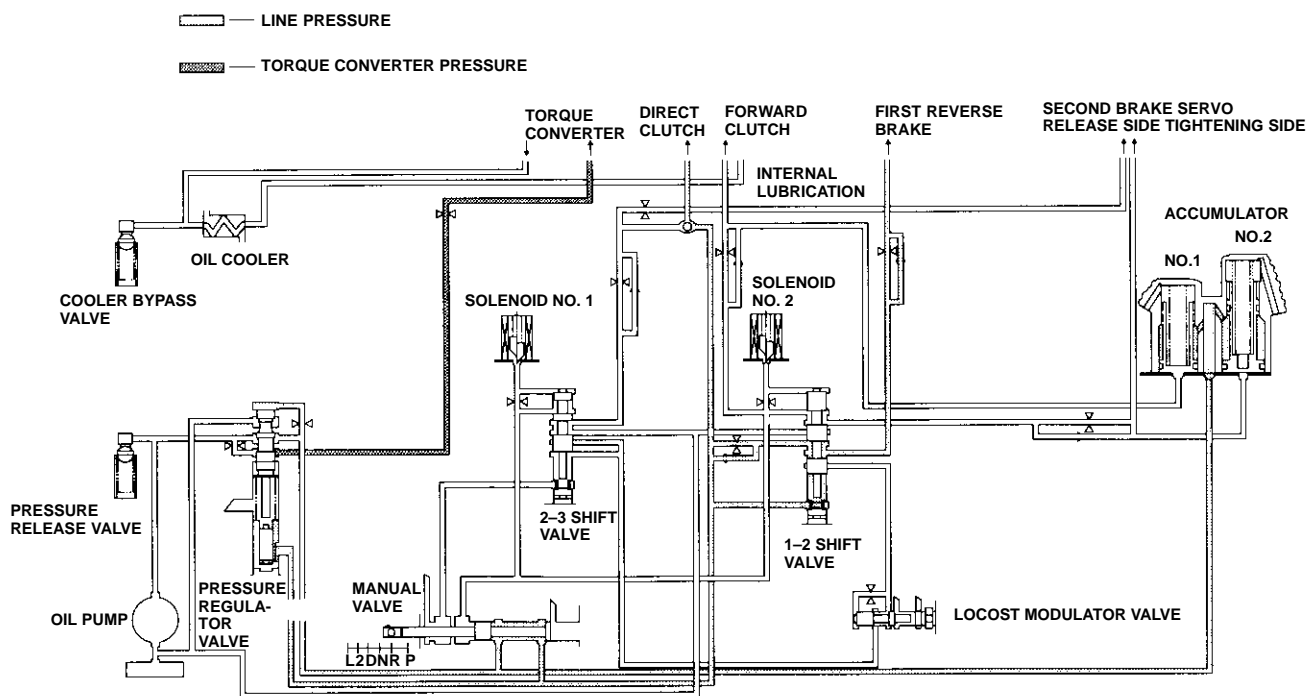 LINE PRESSURE
TORQUE CONVERTER PRESSURE
TORQUE
CONVERTER
DIRECT
CLUTCH
FORWARD
CLUTCH
FIRST REVERSE
BRAKE
SECOND BRAKE SERVO
RELEASE SIDE TIGHTENING SIDE
INTERNAL
LUBRICATION
ACCUMULATOR
NO.1
NO.2
OIL COOLER
COOLER BYPASS
VALVE
SOLENOID NO. 1
SOLENOID
NO. 2
PRESSURE
RELEASE VALVE
2–3 SHIFT
VALVE
1–2 SHIFT
VALVE
OIL PUMP
PRESSURE
REGULA-
TOR
VALVE
MANUAL
VALVE
L2DNR P
LOCOST MODULATOR VALVE